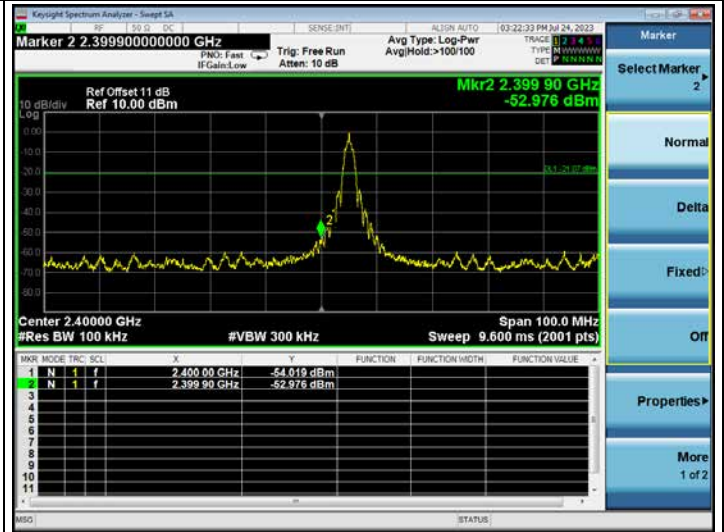 Keysight Spectrum Analyzer - Swept SA
RF 50 Ω DC SENSE:INT ALIGN AUTO 03:22:33 PM Jul 24, 2023
Marker 2 2.399900000000 GHz
PNO: Fast
IFGain:Low
Trig: Free Run
Atten: 10 dB
Avg Type: Log-Pwr
Avg|Hold:>100/100
TRACE 1 2 3 4 5 6
TYPE M WWWWW
DET P NNNNN
Ref Offset 11 dB
Ref 10.00 dBm
10 dB/div
Log
Mkr2 2.399 90 GHz
-52.976 dBm
0.00
-10.0
-20.0
-30.0
-40.0
-50.0
-60.0
-70.0
-80.0
DL1 -21.07 dBm
2
Center 2.40000 GHz
#Res BW 100 kHz
#VBW 300 kHz
Span 100.0 MHz
Sweep 9.600 ms (2001 pts)
MKR MODE TRC SCL X Y FUNCTION FUNCTION WIDTH FUNCTION VALUE
1 N 1 f 2.400 00 GHz -54.019 dBm
2 N 1 f 2.399 90 GHz -52.976 dBm
3
4
5
6
7
8
9
10
11
MSG
STATUS
Marker
Select Marker
2
Normal
Delta
Fixed
Off
Properties
More
1 of 2